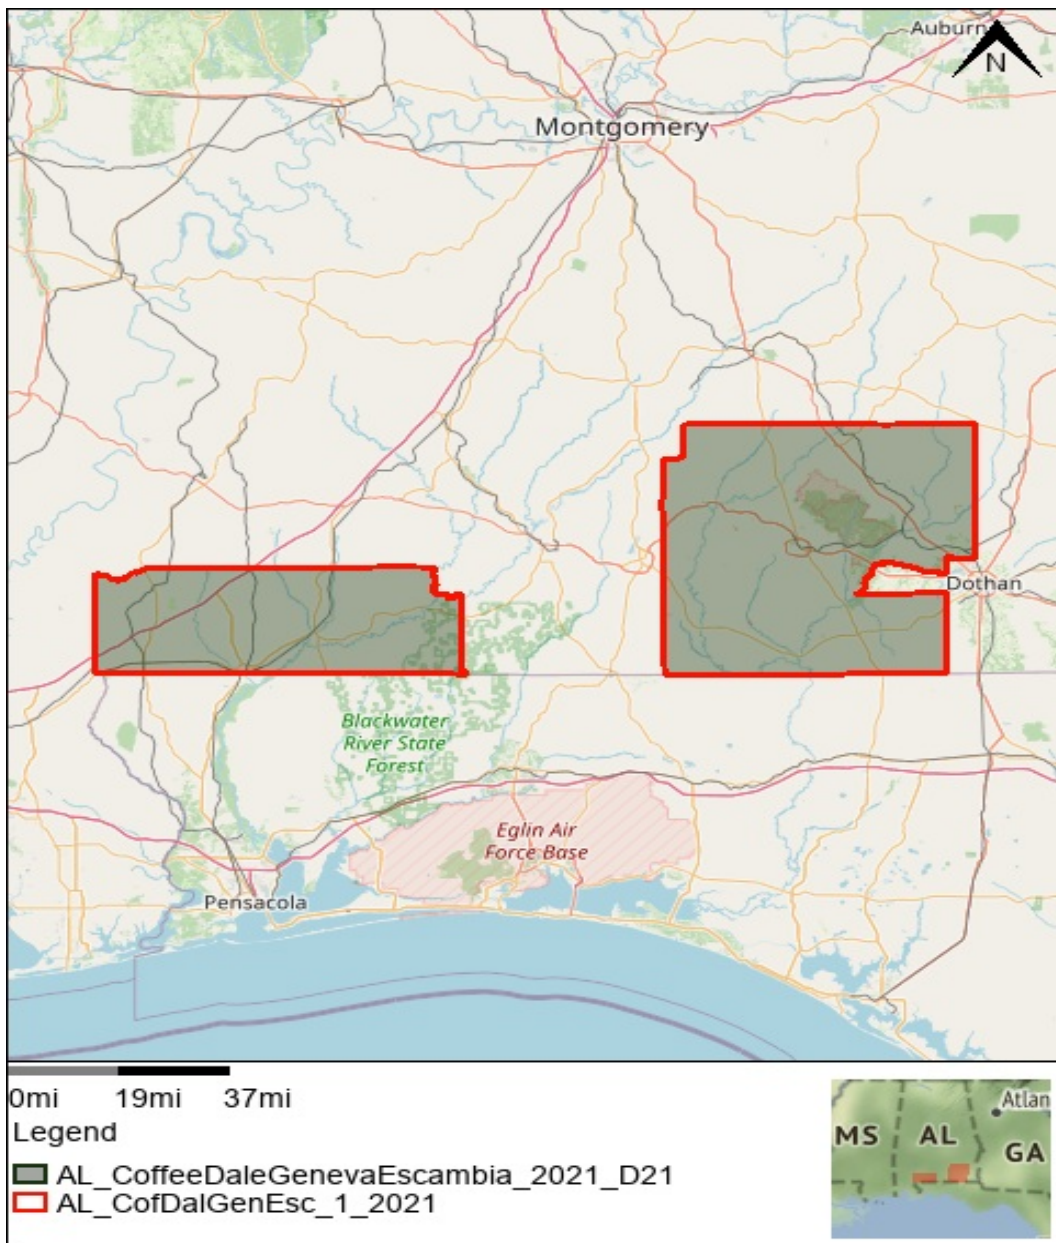 Auburn
N
Montgomery
Dothan
Blackwater
River State
Forest
Eglin Air
Force Base
Pensacola
0mi 19mi 37mi
Legend
AL_CoffeeDaleGenevaEscambia_2021_D21
AL_CofDalGenEsc_1_2021
Atlan
MS AL GA